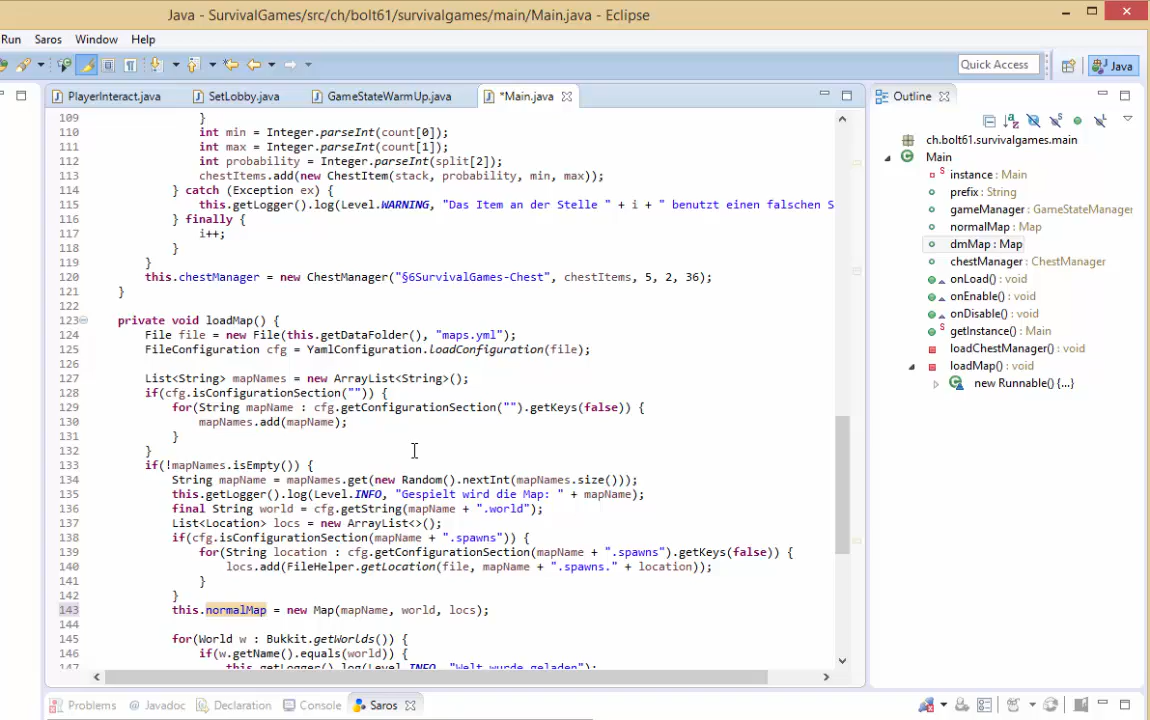 Java - SurvivalGames/src/ch/bolt61/survivalgames/main/Main.java - Eclipse
Run Saros Window Help
Quick Access
Java
PlayerInteract.java
SetLobby.java
GameStateWarmUp.java
*Main.java
Outline
109 }
110 int min = Integer.parseInt(count[0]);
111 int max = Integer.parseInt(count[1]);
112 int probability = Integer.parseInt(split[2]);
113 chestItems.add(new ChestItem(stack, probability, min, max));
114 } catch (Exception ex) {
115 this.getLogger().log(Level.WARNING, "Das Item an der Stelle " + i + " benutzt einen falschen S
116 } finally {
117 i++;
118 }
119 }
120 this.chestManager = new ChestManager("§6SurvivalGames-Chest", chestItems, 5, 2, 36);
121 }
122
123 private void loadMap() {
124 File file = new File(this.getDataFolder(), "maps.yml");
125 FileConfiguration cfg = YamlConfiguration.loadConfiguration(file);
126
127 List<String> mapNames = new ArrayList<String>();
128 if(cfg.isConfigurationSection("")) {
129 for(String mapName : cfg.getConfigurationSection("").getKeys(false)) {
130 mapNames.add(mapName);
131 }
132 }
133 if(!mapNames.isEmpty()) {
134 String mapName = mapNames.get(new Random().nextInt(mapNames.size()));
135 this.getLogger().log(Level.INFO, "Gespielt wird die Map: " + mapName);
136 final String world = cfg.getString(mapName + ".world");
137 List<Location> locs = new ArrayList<>();
138 if(cfg.isConfigurationSection(mapName + ".spawns")) {
139 for(String location : cfg.getConfigurationSection(mapName + ".spawns").getKeys(false)) {
140 locs.add(FileHelper.getLocation(file, mapName + ".spawns." + location));
141 }
142 }
143 this.normalMap = new Map(mapName, world, locs);
144
145 for(World w : Bukkit.getWorlds()) {
146 if(w.getName().equals(world)) {
147 this.getLogger().log(Level.INFO, "Welt wurde geladen");
ch.bolt61.survivalgames.main
Main
instance : Main
prefix : String
gameManager : GameStateManager
normalMap : Map
dmMap : Map
chestManager : ChestManager
onLoad() : void
onEnable() : void
onDisable() : void
getInstance() : Main
loadChestManager() : void
loadMap() : void
new Runnable() {...}
Problems @ Javadoc Declaration Console Saros